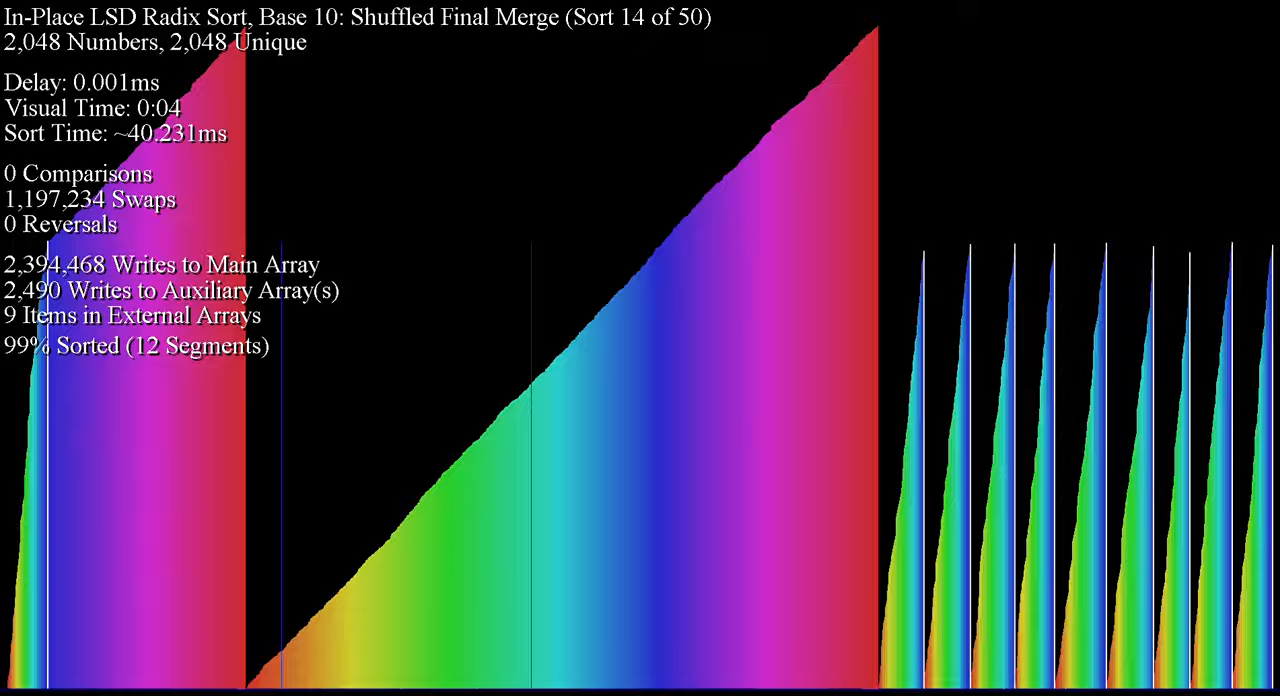 In-Place LSD Radix Sort, Base 10: Shuffled Final Merge (Sort 14 of 50)
2,048 Numbers, 2,048 Unique
Delay: 0.001ms
Visual Time: 0:04
Sort Time: ~40.231ms
0 Comparisons
1,197,234 Swaps
0 Reversals
2,394,468 Writes to Main Array
2,490 Writes to Auxiliary Array(s)
9 Items in External Arrays
99% Sorted (12 Segments)